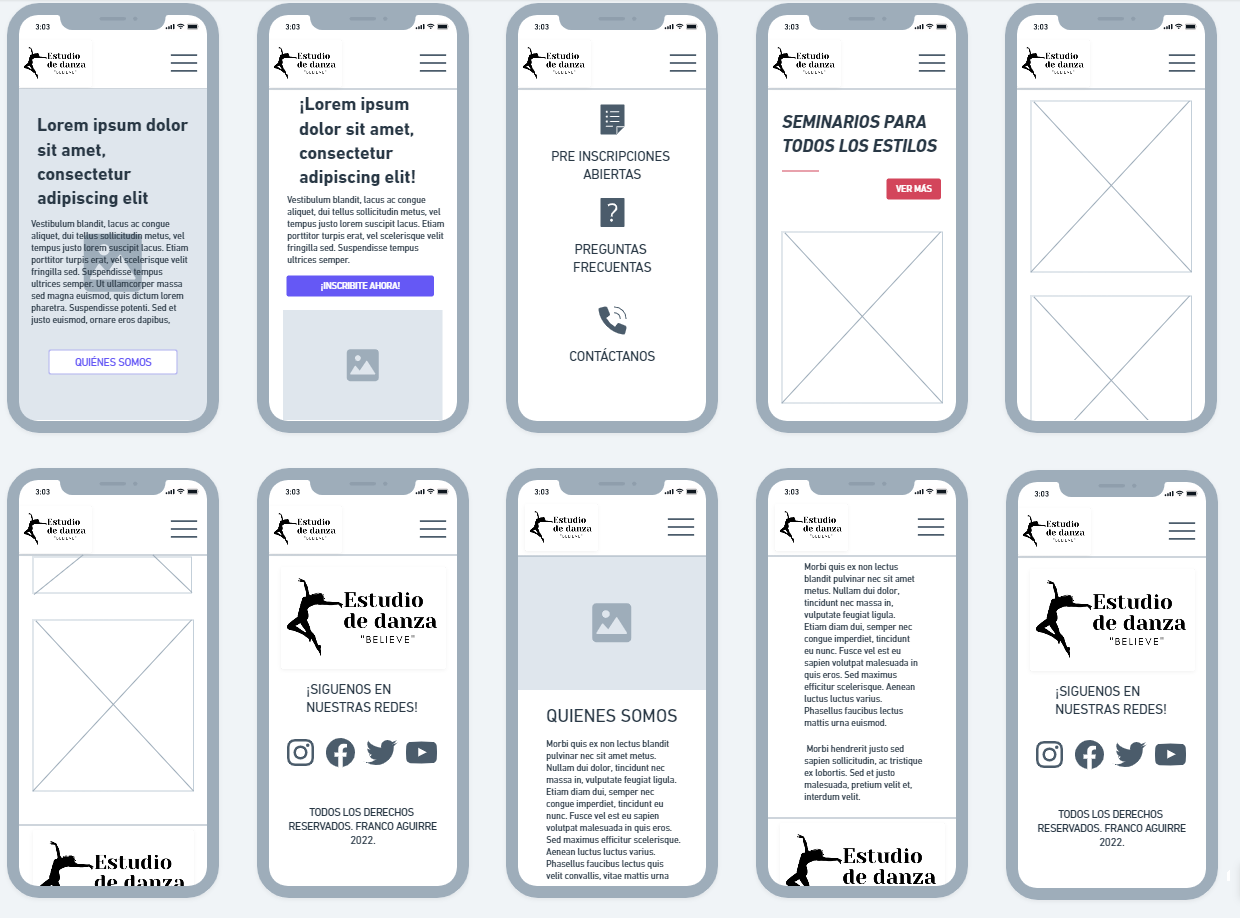 3:03
Estudio
de danza
"BELIEVE"
Lorem ipsum dolor
sit amet,
consectetur
adipiscing elit
Vestibulum blandit, lacus ac congue
aliquet, dui tellus sollicitudin metus, vel
tempus justo lorem suscipit lacus. Etiam
porttitor turpis erat, vel scelerisque velit
fringilla sed. Suspendisse tempus
ultrices semper. Ut ullamcorper massa
sed magna euismod, quis dictum lorem
pharetra. Suspendisse potenti. Sed et
justo euismod, ornare eros dapibus,
QUIÉNES SOMOS
3:03
Estudio
de danza
"BELIEVE"
¡Lorem ipsum
dolor sit amet,
consectetur
adipiscing elit!
Vestibulum blandit, lacus ac congue
aliquet, dui tellus sollicitudin metus, vel
tempus justo lorem suscipit lacus. Etiam
porttitor turpis erat, vel scelerisque velit
fringilla sed. Suspendisse tempus
ultrices semper.
¡INSCRIBITE AHORA!
3:03
Estudio
de danza
"BELIEVE"
PRE INSCRIPCIONES
ABIERTAS
?
PREGUNTAS
FRECUENTAS
CONTÁCTANOS
3:03
Estudio
de danza
"BELIEVE"
SEMINARIOS PARA
TODOS LOS ESTILOS
VER MÁS
3:03
Estudio
de danza
"BELIEVE"
3:03
Estudio
de danza
"BELIEVE"
Estudio
de danza
3:03
Estudio
de danza
"BELIEVE"
Estudio
de danza
"BELIEVE"
¡SIGUENOS EN
NUESTRAS REDES!
TODOS LOS DERECHOS
RESERVADOS. FRANCO AGUIRRE
2022.
3:03
Estudio
de danza
"BELIEVE"
QUIENES SOMOS
Morbi quis ex non lectus blandit
pulvinar nec sit amet metus.
Nullam dui dolor, tincidunt nec
massa in, vulputate feugiat ligula.
Etiam diam dui, semper nec
congue imperdiet, tincidunt eu
nunc. Fusce vel est eu sapien
volutpat malesuada in quis eros.
Sed maximus efficitur scelerisque.
Aenean luctus luctus varius.
Phasellus faucibus lectus quis
velit convallis, vitae mattis urna
3:03
Estudio
de danza
"BELIEVE"
Morbi quis ex non lectus
blandit pulvinar nec sit amet
metus. Nullam dui dolor,
tincidunt nec massa in,
vulputate feugiat ligula.
Etiam diam dui, semper nec
congue imperdiet, tincidunt
eu nunc. Fusce vel est eu
sapien volutpat malesuada in
quis eros. Sed maximus
efficitur scelerisque. Aenean
luctus luctus varius.
Phasellus faucibus lectus
mattis urna euismod.
Morbi hendrerit justo sed
sapien sollicitudin, ac tristique
ex lobortis. Sed et justo
malesuada, pretium velit et,
interdum velit.
Estudio
de danza
3:03
Estudio
de danza
"BELIEVE"
Estudio
de danza
"BELIEVE"
¡SIGUENOS EN
NUESTRAS REDES!
TODOS LOS DERECHOS
RESERVADOS. FRANCO AGUIRRE
2022.